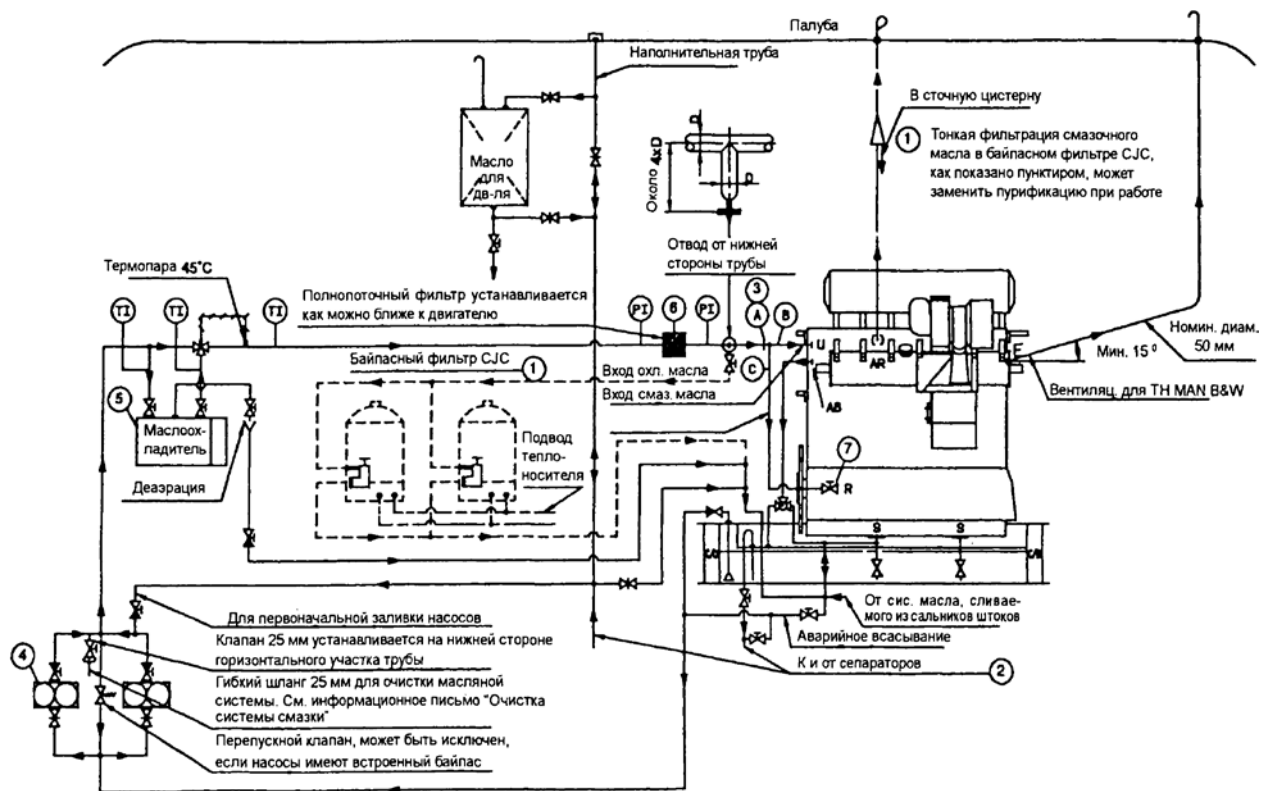 Палуба
Наполнительная труба
В сточную цистерну
1
Тонкая фильтрация смазочного
масла в байпасном фильтре CJC,
как показано пунктиром, может
заменить пурификацию при работе
Масло
для
дв-ля
D
Около 4xD
D
Отвод от нижней
стороны трубы
Термопара 45°C
Полнопоточный фильтр устанавливается
как можно ближе к двигателю
TI
TI
TI
PI
6
PI
3
A
B
C
U
AR
E
AB
Номин. диам.
50 мм
Мин. 15⁰
Вентиляц. для TH MAN B&W
Байпасный фильтр CJC
1
Вход охл. масла
Вход смаз. масла
5
Маслоох-
ладитель
Деаэрация
Подвод
тепло-
носителя
7
R
S
S
От сис. масла, сливае-
мого из сальников штоков
Аварийное всасывание
К и от сепараторов
2
Для первоначальной заливки насосов
Клапан 25 мм устанавливается на нижней стороне
горизонтального участка трубы
4
Гибкий шланг 25 мм для очистки масляной
системы. См. информационное письмо "Очистка
системы смазки"
Перепускной клапан, может быть исключен,
если насосы имеют встроенный байпас